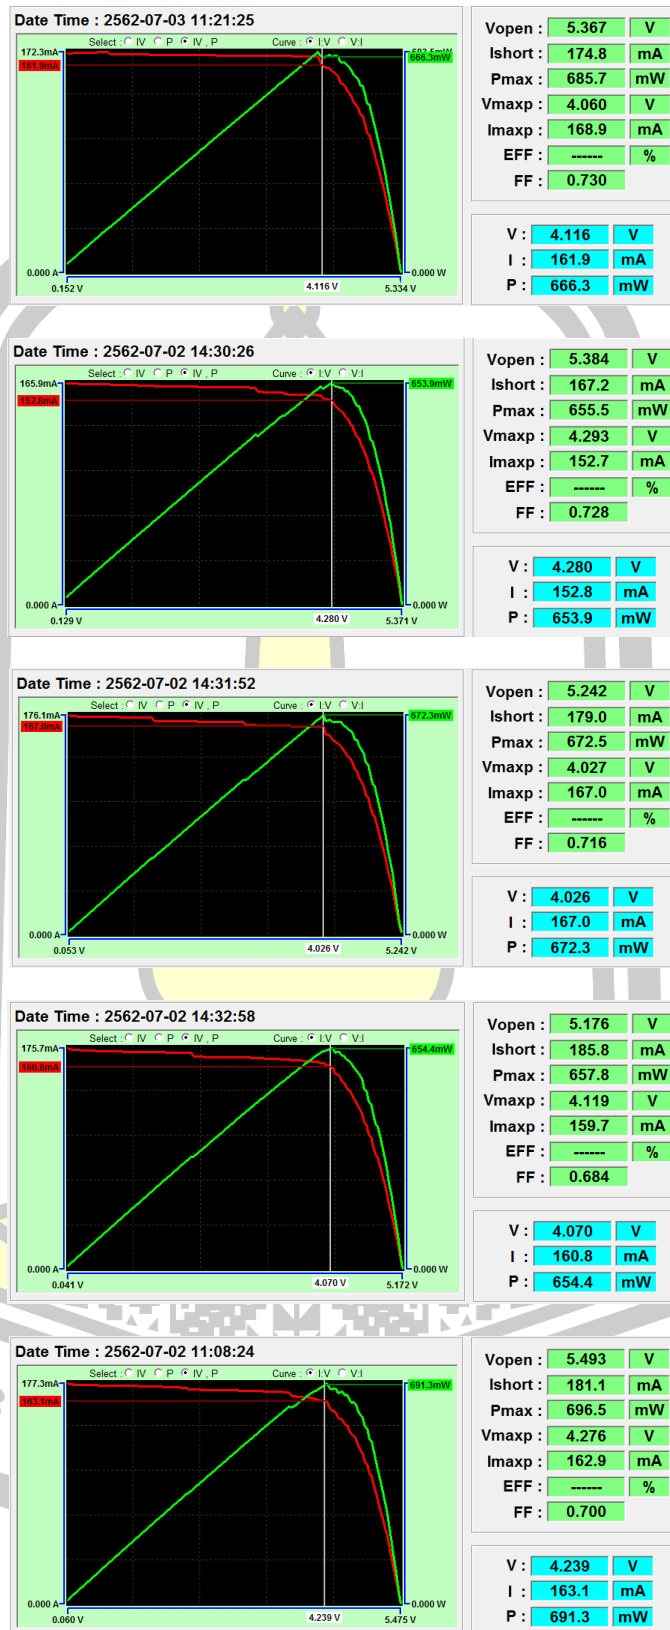 Date Time : 2562-07-03 11:21:25
Select : IV P IV , P Curve : I:V V:I
172.3mA
161.9mA
666.3mW
0.000 A
0.000 W
0.152 V 4.116 V 5.334 V
Vopen : 5.367 V
Ishort : 174.8 mA
Pmax : 685.7 mW
Vmaxp : 4.060 V
Imaxp : 168.9 mA
EFF : ------ %
FF : 0.730
V : 4.116 V
I : 161.9 mA
P : 666.3 mW
Date Time : 2562-07-02 14:30:26
Select : IV P IV , P Curve : I:V V:I
165.9mA
152.8mA
653.9mW
0.000 A
0.000 W
0.129 V 4.280 V 5.371 V
Vopen : 5.384 V
Ishort : 167.2 mA
Pmax : 655.5 mW
Vmaxp : 4.293 V
Imaxp : 152.7 mA
EFF : ------ %
FF : 0.728
V : 4.280 V
I : 152.8 mA
P : 653.9 mW
Date Time : 2562-07-02 14:31:52
Select : IV P IV , P Curve : I:V V:I
176.1mA
167.0mA
672.3mW
0.000 A
0.000 W
0.053 V 4.026 V 5.242 V
Vopen : 5.242 V
Ishort : 179.0 mA
Pmax : 672.5 mW
Vmaxp : 4.027 V
Imaxp : 167.0 mA
EFF : ------ %
FF : 0.716
V : 4.026 V
I : 167.0 mA
P : 672.3 mW
Date Time : 2562-07-02 14:32:58
Select : IV P IV , P Curve : I:V V:I
175.7mA
160.8mA
654.4mW
0.000 A
0.000 W
0.041 V 4.070 V 5.172 V
Vopen : 5.176 V
Ishort : 185.8 mA
Pmax : 657.8 mW
Vmaxp : 4.119 V
Imaxp : 159.7 mA
EFF : ------ %
FF : 0.684
V : 4.070 V
I : 160.8 mA
P : 654.4 mW
Date Time : 2562-07-02 11:08:24
Select : IV P IV , P Curve : I:V V:I
177.3mA
163.1mA
691.3mW
0.000 A
0.000 W
0.060 V 4.239 V 5.475 V
Vopen : 5.493 V
Ishort : 181.1 mA
Pmax : 696.5 mW
Vmaxp : 4.276 V
Imaxp : 162.9 mA
EFF : ------ %
FF : 0.700
V : 4.239 V
I : 163.1 mA
P : 691.3 mW